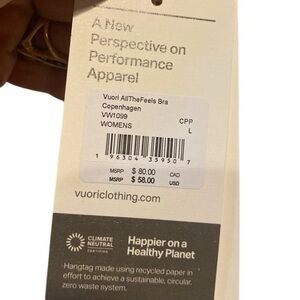 A New
Perspective on
Performance
Apparel
Vuori AllTheFeels Bra
Copenhagen
VW1099 CPP
WOMENS L
1 96304 35950 7
MSRP $ 80.00 CAD
MSRP $ 58.00 USD
vuoriclothing.com
CLIMATE
NEUTRAL
CERTIFIED
Happier on a
Healthy Planet
Hangtag made using recycled paper in
effort to achieve a sustainable, circular,
zero waste system.